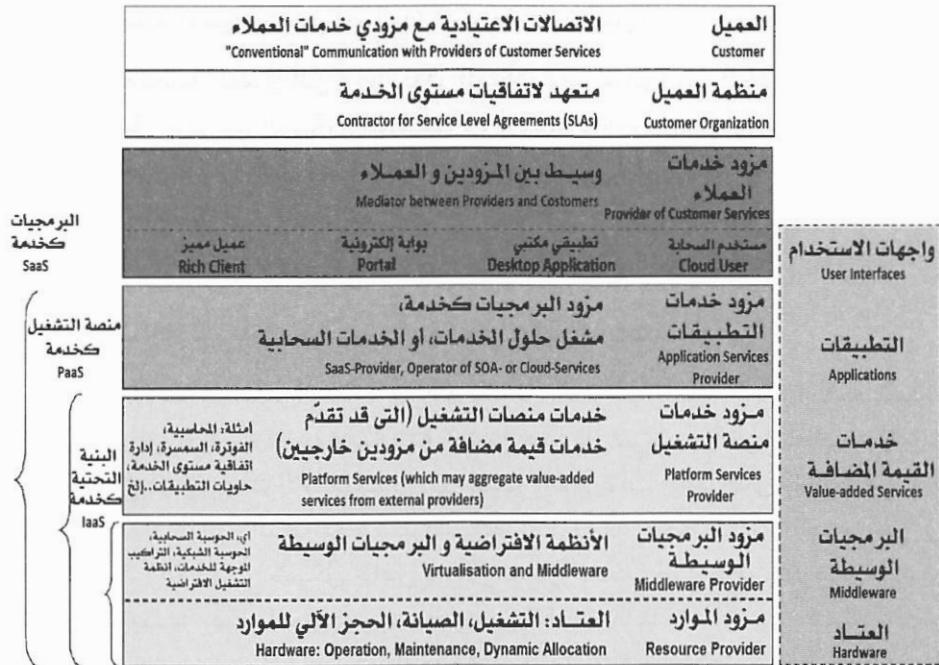 العميل
Customer
الاتصالات الاعتيادية مع مزودي خدمات العملاء
"Conventional" Communication with Providers of Customer Services
منظمة العميل
Customer Organization
متعهد لاتفاقيات مستوى الخدمة
Contractor for Service Level Agreements (SLAs)
مزود خدمات
العملاء
Provider of Customer Services
وسيط بين المزودين و العملاء
Mediator between Providers and Costomers
مستخدم السحابة
Cloud User
تطبيقي مكتبي
Desktop Application
بوابة إلكترونية
Portal
عميل مميز
Rich Client
مزود خدمات
التطبيقات
Application Services
Provider
مزود البرمجيات كخدمة،
مشغل حلول الخدمات، أو الخدمات السحابية
SaaS-Provider, Operator of SOA- or Cloud-Services
مزود خدمات
منصة التشغيل
Platform Services
Provider
خدمات منصات التشغيل (التى قد تقدّم
خدمات قيمة مضافة من مزودين خارجيين)
Platform Services (which may aggregate value-added
services from external providers)
امثلة: المحاسبية،
الفوترة، السمسرة، إدارة
اتفاقية مستوى الخدمة،
حاويات التطبيقات..إلخ
مزود البرمجيات
الوسيطة
Middleware Provider
الأنظمة الافتراضية و البرمجيات الوسيطة
Virtualisation and Middleware
اي، الحوسبة السحابية،
الحوسبة الشبكية، التراكيب
الموجهة للخدمات، انظمة
التشغيل الافتراضية
مزود الموارد
Resource Provider
العتاد: التشغيل، الصيانة، الحجز الآلي للموارد
Hardware: Operation, Maintenance, Dynamic Allocation
واجهات الاستخدام
User Interfaces
التطبيقات
Applications
خدمات
القيمة المضافة
Value-added Services
البرمجيات
الوسيطة
Middleware
العتاد
Hardware
البرمجيات
كخدمة
SaaS
منصة التشغيل
كخدمة
PaaS
البنية
التحتية
كخدمة
IaaS